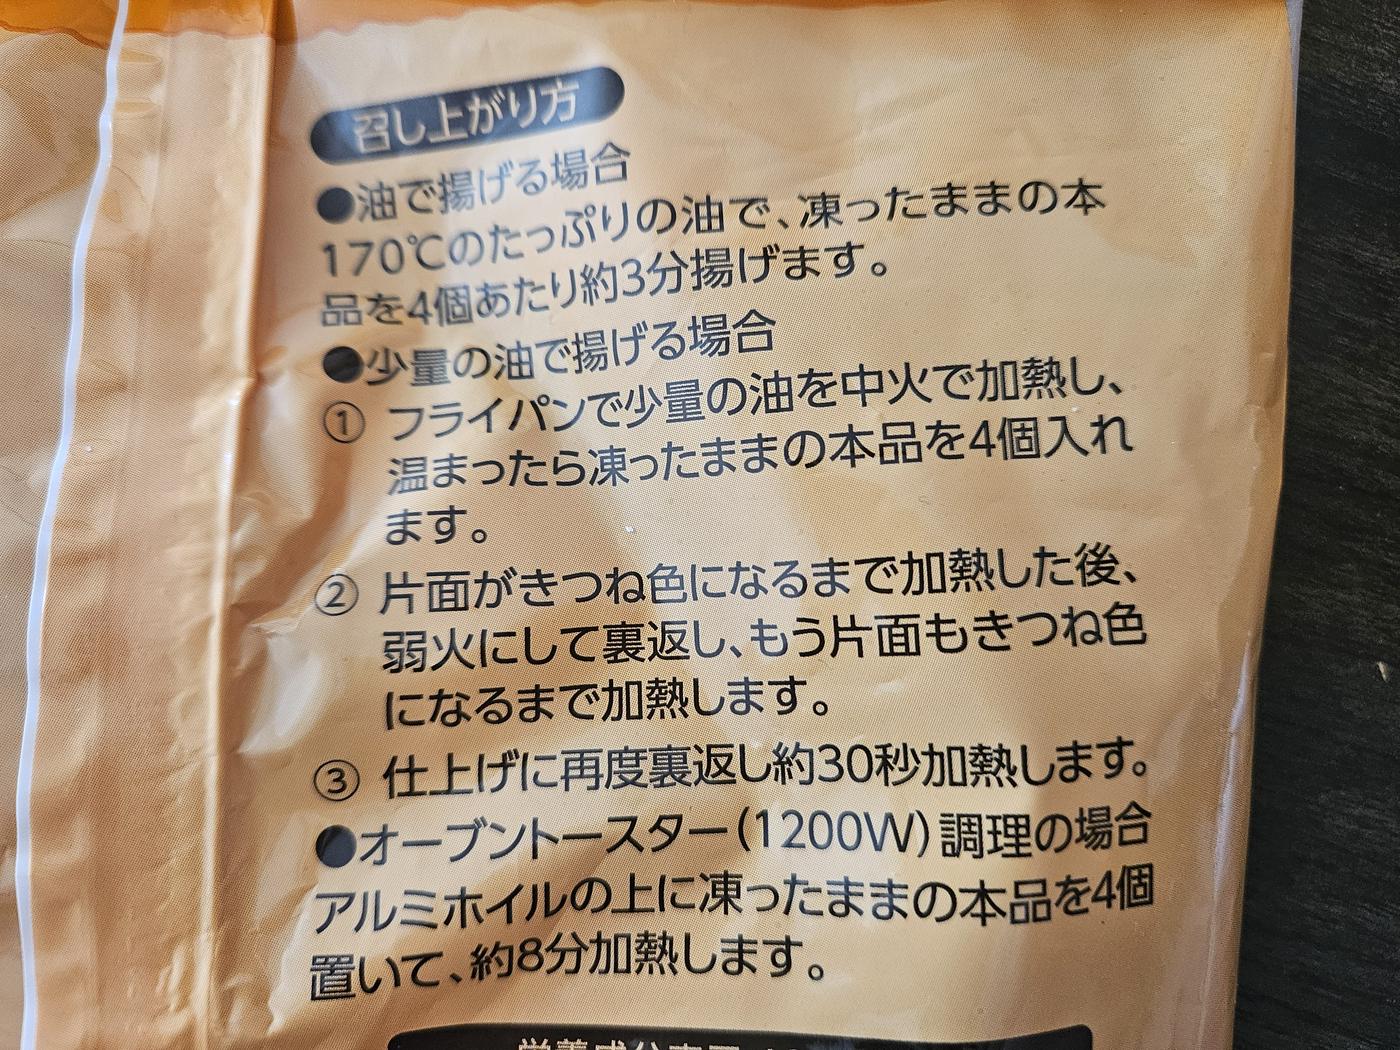 召し上がり方
●油で揚げる場合
170℃のたっぷりの油で、凍ったままの本
品を4個あたり約3分揚げます。
●少量の油で揚げる場合
① フライパンで少量の油を中火で加熱し、
温まったら凍ったままの本品を4個入れ
ます。
② 片面がきつね色になるまで加熱した後、
弱火にして裏返し、もう片面もきつね色
になるまで加熱します。
③ 仕上げに再度裏返し約30秒加熱します。
●オーブントースター(1200W)調理の場合
アルミホイルの上に凍ったままの本品を4個
置いて、約8分加熱します。